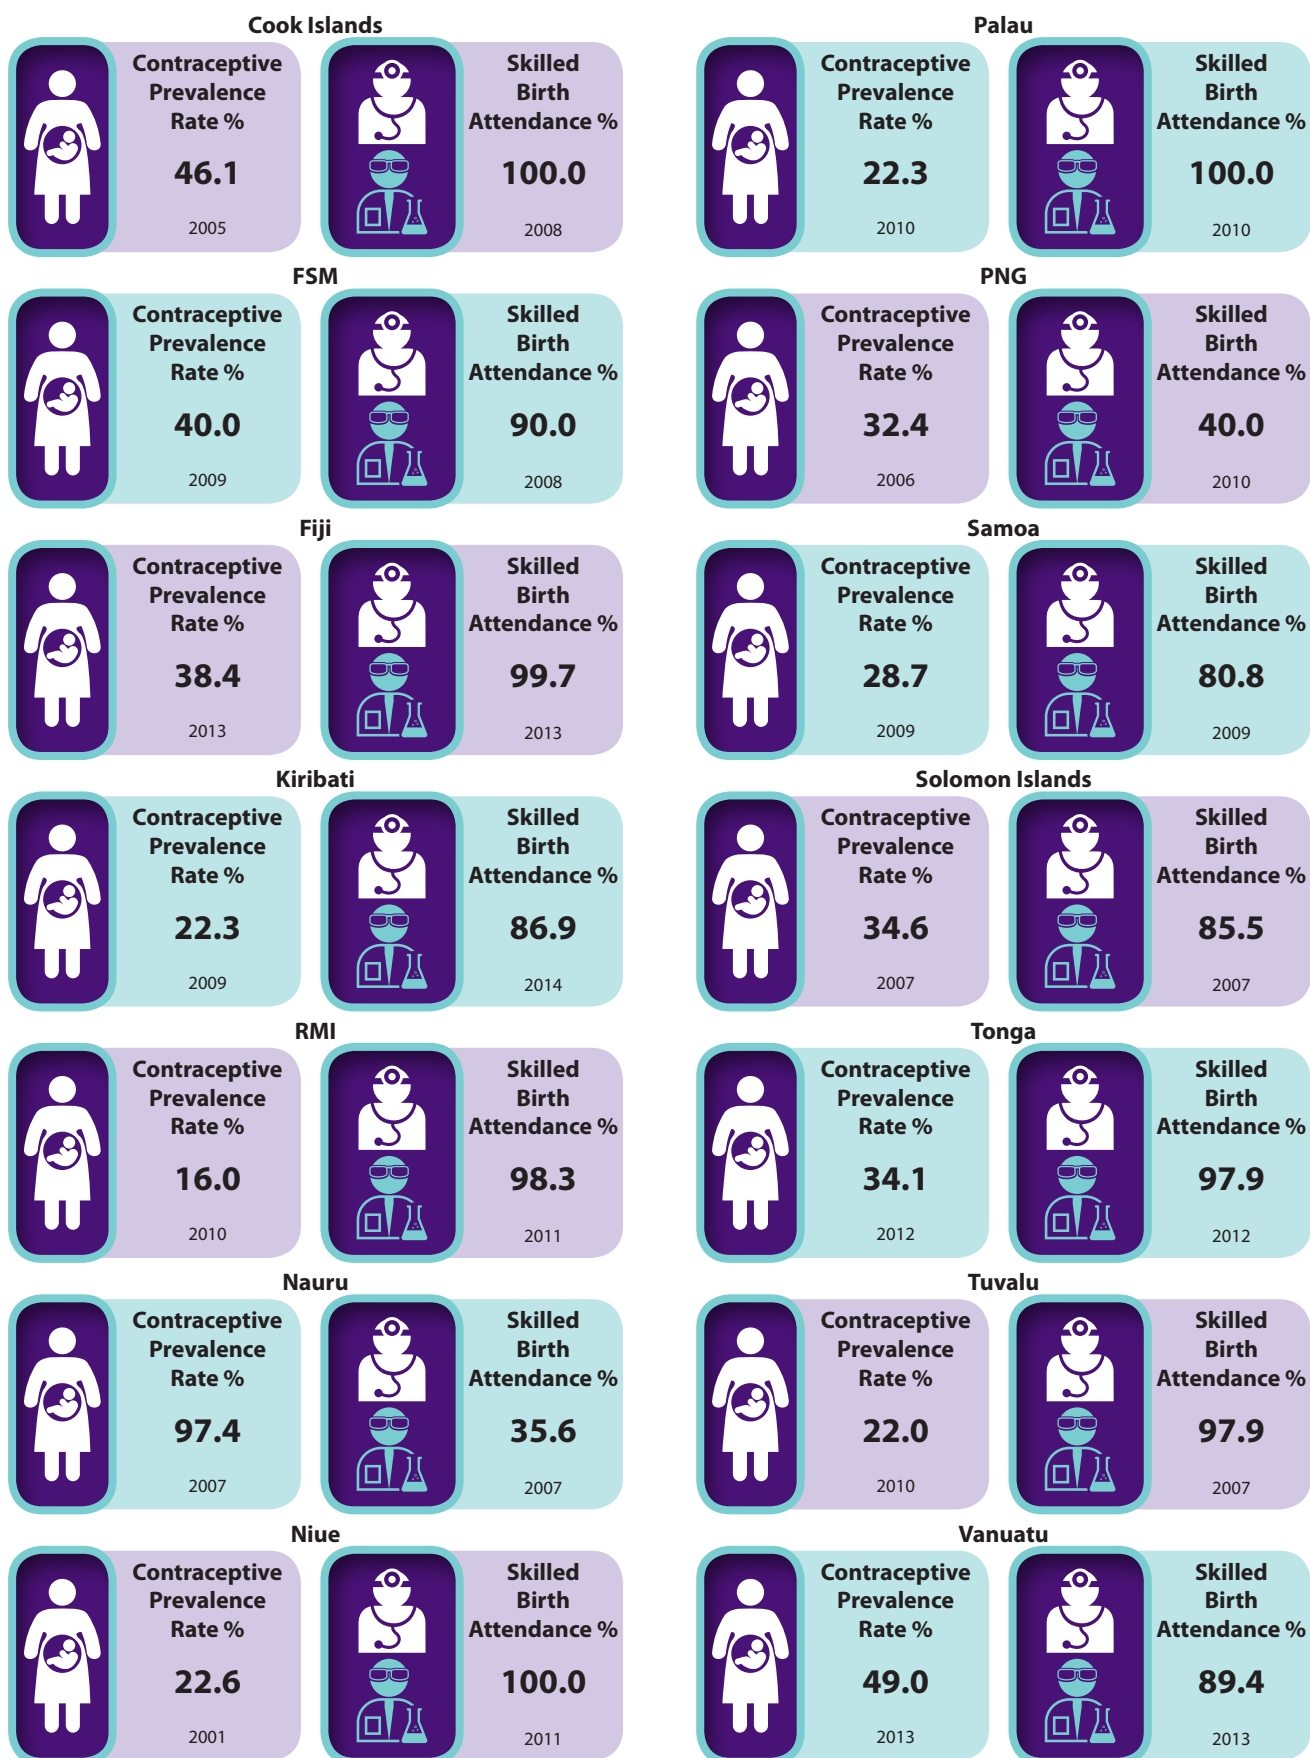 Cook Islands
Contraceptive
Prevalence
Rate %
46.1
2005
Skilled
Birth
Attendance %
100.0
2008
Palau
Contraceptive
Prevalence
Rate %
22.3
2010
Skilled
Birth
Attendance %
100.0
2010
FSM
Contraceptive
Prevalence
Rate %
40.0
2009
Skilled
Birth
Attendance %
90.0
2008
PNG
Contraceptive
Prevalence
Rate %
32.4
2006
Skilled
Birth
Attendance %
40.0
2010
Fiji
Contraceptive
Prevalence
Rate %
38.4
2013
Skilled
Birth
Attendance %
99.7
2013
Samoa
Contraceptive
Prevalence
Rate %
28.7
2009
Skilled
Birth
Attendance %
80.8
2009
Kiribati
Contraceptive
Prevalence
Rate %
22.3
2009
Skilled
Birth
Attendance %
86.9
2014
Solomon Islands
Contraceptive
Prevalence
Rate %
34.6
2007
Skilled
Birth
Attendance %
85.5
2007
RMI
Contraceptive
Prevalence
Rate %
16.0
2010
Skilled
Birth
Attendance %
98.3
2011
Tonga
Contraceptive
Prevalence
Rate %
34.1
2012
Skilled
Birth
Attendance %
97.9
2012
Nauru
Contraceptive
Prevalence
Rate %
97.4
2007
Skilled
Birth
Attendance %
35.6
2007
Tuvalu
Contraceptive
Prevalence
Rate %
22.0
2010
Skilled
Birth
Attendance %
97.9
2007
Niue
Contraceptive
Prevalence
Rate %
22.6
2001
Skilled
Birth
Attendance %
100.0
2011
Vanuatu
Contraceptive
Prevalence
Rate %
49.0
2013
Skilled
Birth
Attendance %
89.4
2013